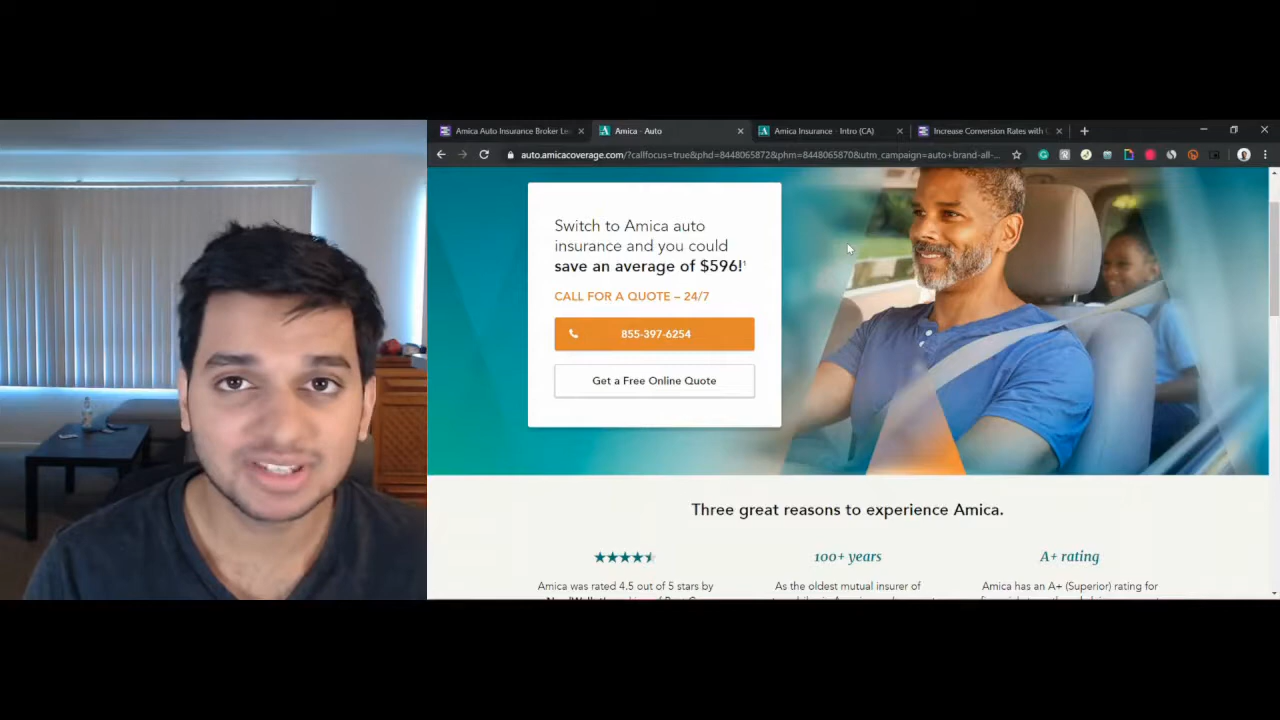 Amica Auto Insurance Broker Le
Amica - Auto
Amica Insurance - Intro (CA)
Increase Conversion Rates with
auto.amicacoverage.com/?callfocus=true&phd=8448065872&phm=8448065870&utm_campaign=auto+brand-all-...
Switch to Amica auto
insurance and you could
save an average of $596!¹
CALL FOR A QUOTE – 24/7
855-397-6254
Get a Free Online Quote
Three great reasons to experience Amica.
100+ years
A+ rating
Amica was rated 4.5 out of 5 stars by
As the oldest mutual insurer of
Amica has an A+ (Superior) rating for